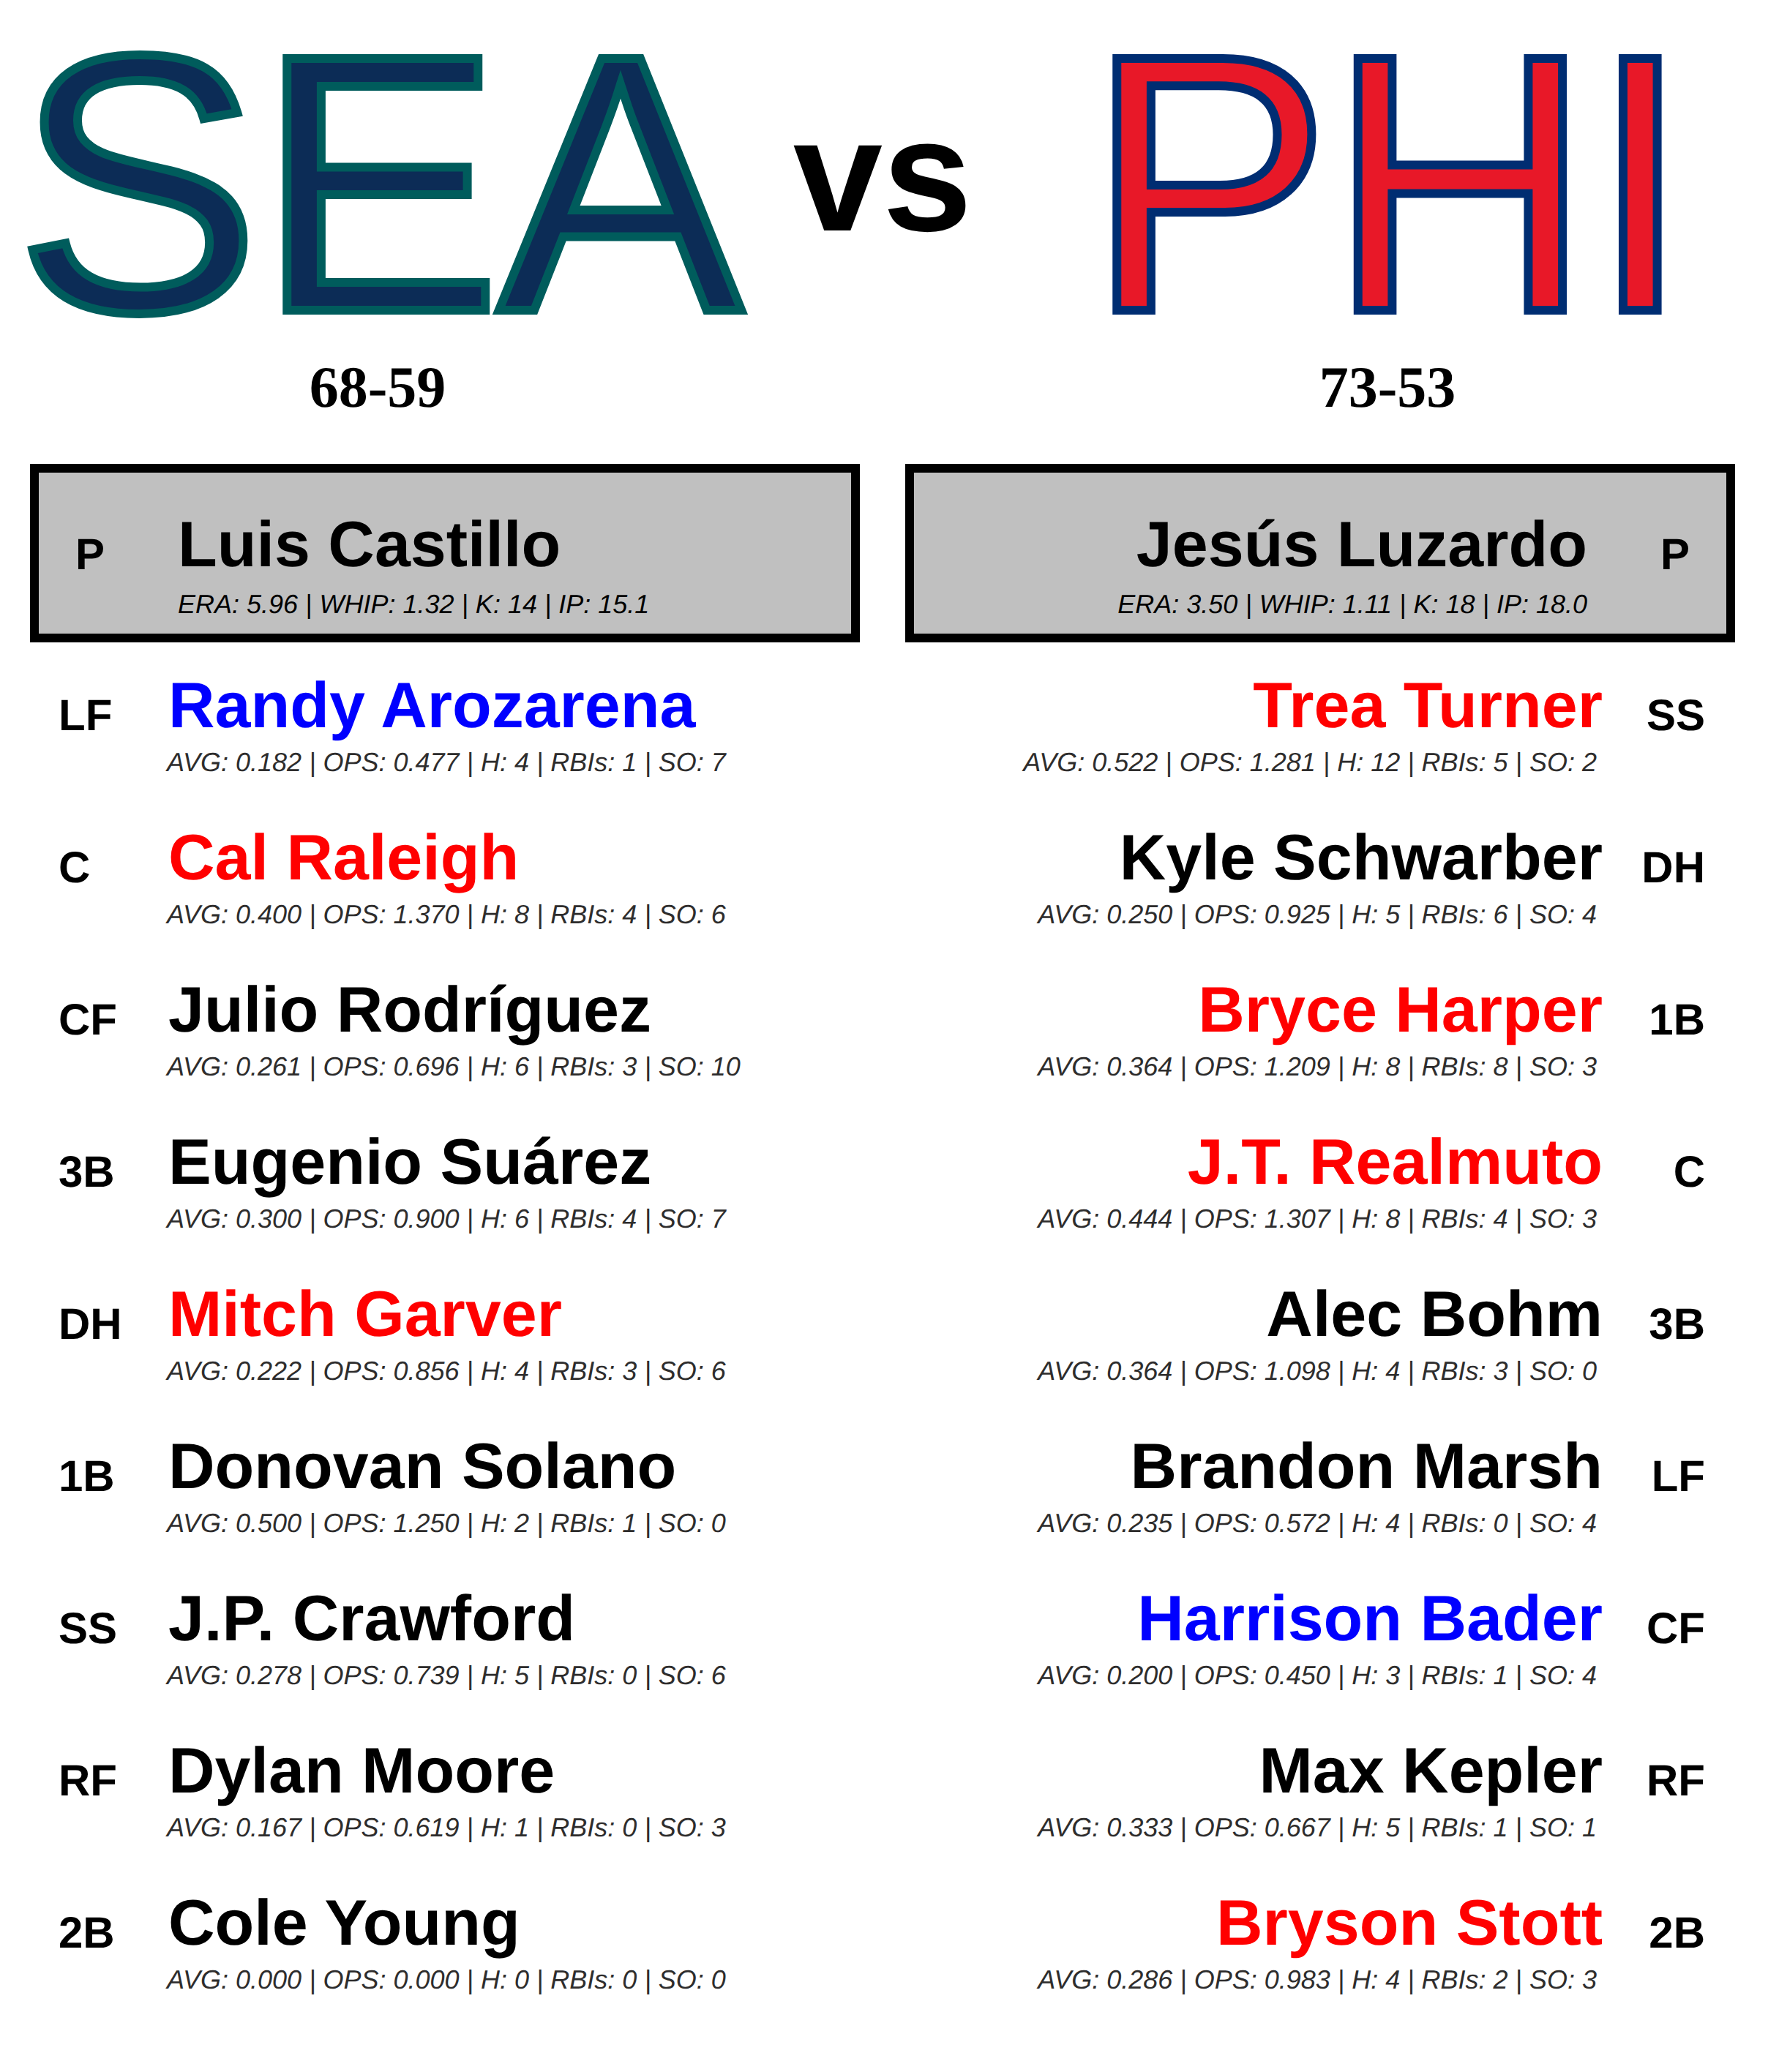 SEA vs PHI
68-59
73-53
P Luis Castillo
ERA: 5.96 | WHIP: 1.32 | K: 14 | IP: 15.1
Jesús Luzardo P
ERA: 3.50 | WHIP: 1.11 | K: 18 | IP: 18.0
LF Randy Arozarena
AVG: 0.182 | OPS: 0.477 | H: 4 | RBIs: 1 | SO: 7
C Cal Raleigh
AVG: 0.400 | OPS: 1.370 | H: 8 | RBIs: 4 | SO: 6
CF Julio Rodríguez
AVG: 0.261 | OPS: 0.696 | H: 6 | RBIs: 3 | SO: 10
3B Eugenio Suárez
AVG: 0.300 | OPS: 0.900 | H: 6 | RBIs: 4 | SO: 7
DH Mitch Garver
AVG: 0.222 | OPS: 0.856 | H: 4 | RBIs: 3 | SO: 6
1B Donovan Solano
AVG: 0.500 | OPS: 1.250 | H: 2 | RBIs: 1 | SO: 0
SS J.P. Crawford
AVG: 0.278 | OPS: 0.739 | H: 5 | RBIs: 0 | SO: 6
RF Dylan Moore
AVG: 0.167 | OPS: 0.619 | H: 1 | RBIs: 0 | SO: 3
2B Cole Young
AVG: 0.000 | OPS: 0.000 | H: 0 | RBIs: 0 | SO: 0
Trea Turner SS
AVG: 0.522 | OPS: 1.281 | H: 12 | RBIs: 5 | SO: 2
Kyle Schwarber DH
AVG: 0.250 | OPS: 0.925 | H: 5 | RBIs: 6 | SO: 4
Bryce Harper 1B
AVG: 0.364 | OPS: 1.209 | H: 8 | RBIs: 8 | SO: 3
J.T. Realmuto C
AVG: 0.444 | OPS: 1.307 | H: 8 | RBIs: 4 | SO: 3
Alec Bohm 3B
AVG: 0.364 | OPS: 1.098 | H: 4 | RBIs: 3 | SO: 0
Brandon Marsh LF
AVG: 0.235 | OPS: 0.572 | H: 4 | RBIs: 0 | SO: 4
Harrison Bader CF
AVG: 0.200 | OPS: 0.450 | H: 3 | RBIs: 1 | SO: 4
Max Kepler RF
AVG: 0.333 | OPS: 0.667 | H: 5 | RBIs: 1 | SO: 1
Bryson Stott 2B
AVG: 0.286 | OPS: 0.983 | H: 4 | RBIs: 2 | SO: 3